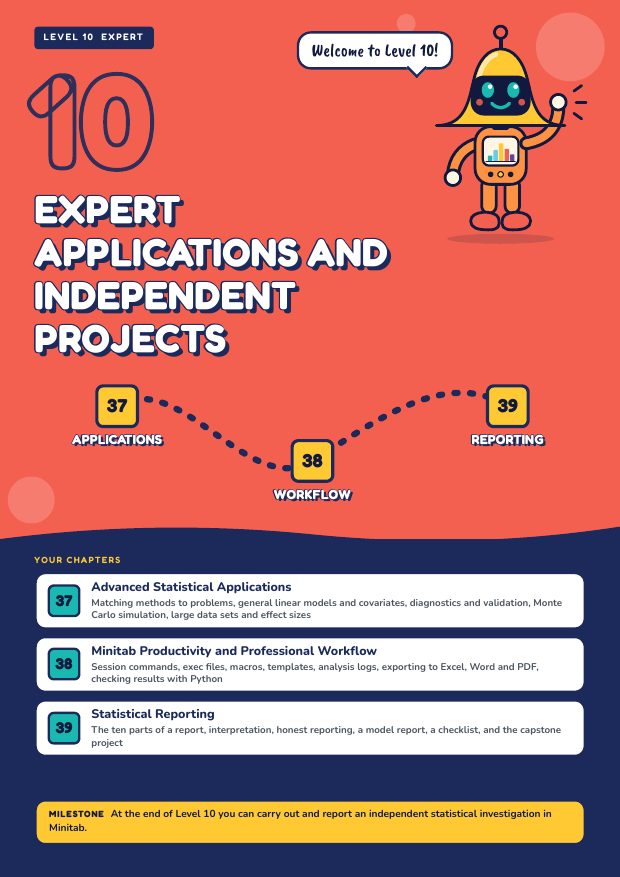 LEVEL 10 EXPERT
Welcome to Level 10!
10
EXPERT
APPLICATIONS AND
INDEPENDENT
PROJECTS
37
APPLICATIONS
38
WORKFLOW
39
REPORTING
YOUR CHAPTERS
37
Advanced Statistical Applications
Matching methods to problems, general linear models and covariates, diagnostics and validation, Monte
Carlo simulation, large data sets and effect sizes
38
Minitab Productivity and Professional Workflow
Session commands, exec files, macros, templates, analysis logs, exporting to Excel, Word and PDF,
checking results with Python
39
Statistical Reporting
The ten parts of a report, interpretation, honest reporting, a model report, a checklist, and the capstone
project
MILESTONE At the end of Level 10 you can carry out and report an independent statistical investigation in
Minitab.